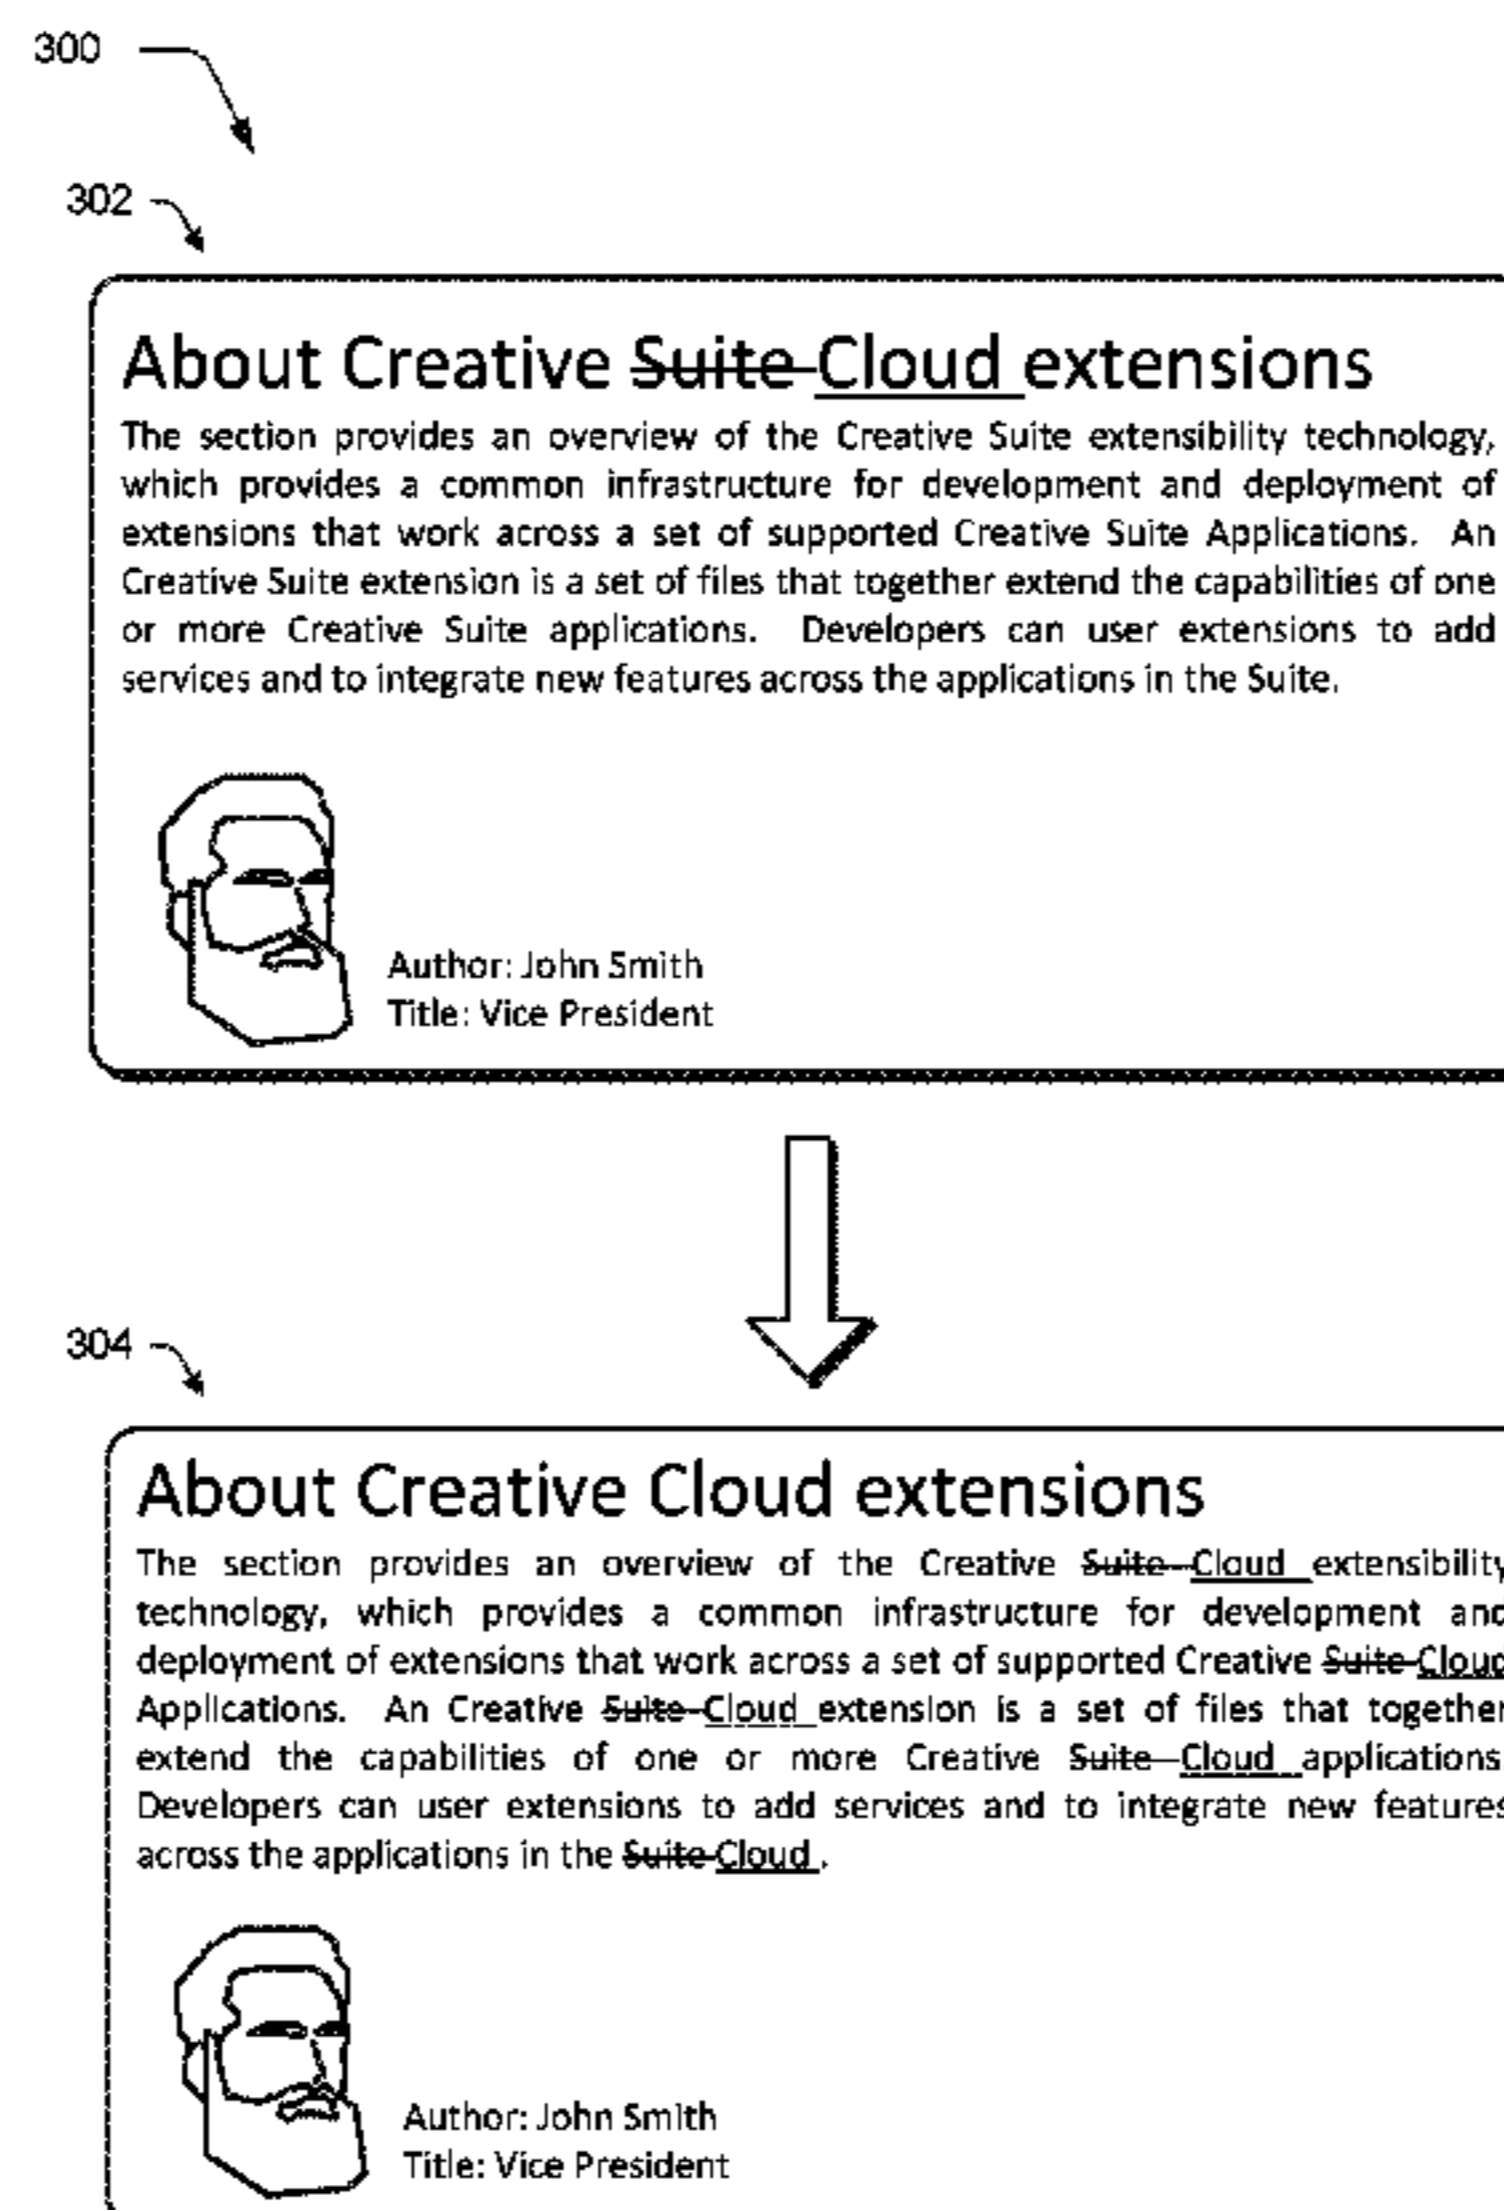 300
302
About Creative Suite Cloud extensions
The section provides an overview of the Creative Suite extensibility technology,
which provides a common infrastructure for development and deployment of
extensions that work across a set of supported Creative Suite Applications. An
Creative Suite extension is a set of files that together extend the capabilities of one
or more Creative Suite applications. Developers can user extensions to add
services and to integrate new features across the applications in the Suite.
Author: John Smith
Title: Vice President
304
About Creative Cloud extensions
The section provides an overview of the Creative Suite Cloud extensibility
technology, which provides a common infrastructure for development and
deployment of extensions that work across a set of supported Creative Suite Cloud
Applications. An Creative Suite Cloud extension is a set of files that together
extend the capabilities of one or more Creative Suite Cloud applications
Developers can user extensions to add services and to integrate new features
across the applications in the Suite Cloud .
Author: John Smith
Title: Vice President